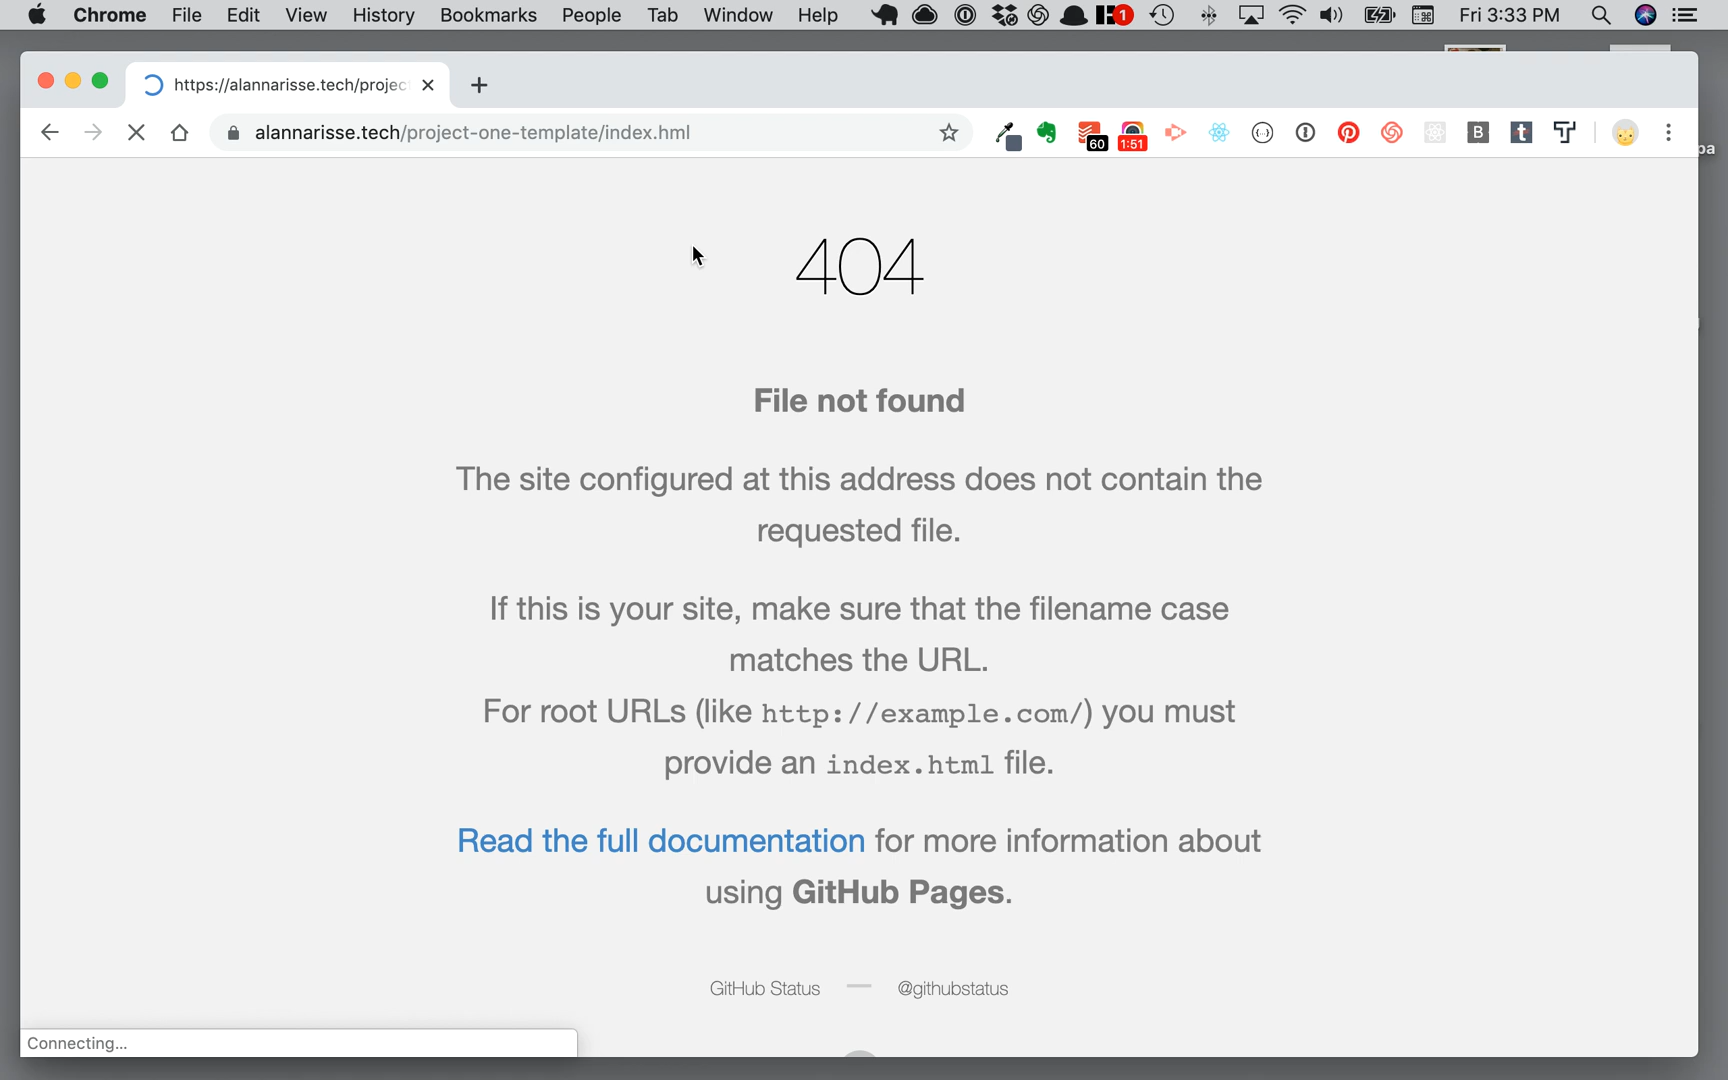 Chrome File Edit View History Bookmarks People Tab Window Help 1 Fri 3:33 PM
https://alannarisse.tech/projec
alannarisse.tech/project-one-template/index.hml 60 1:51 B t
pa
404
File not found
The site configured at this address does not contain the
requested file.
If this is your site, make sure that the filename case
matches the URL.
For root URLs (like http://example.com/) you must
provide an index.html file.
Read the full documentation for more information about
using GitHub Pages.
GitHub Status — @githubstatus
Connecting...